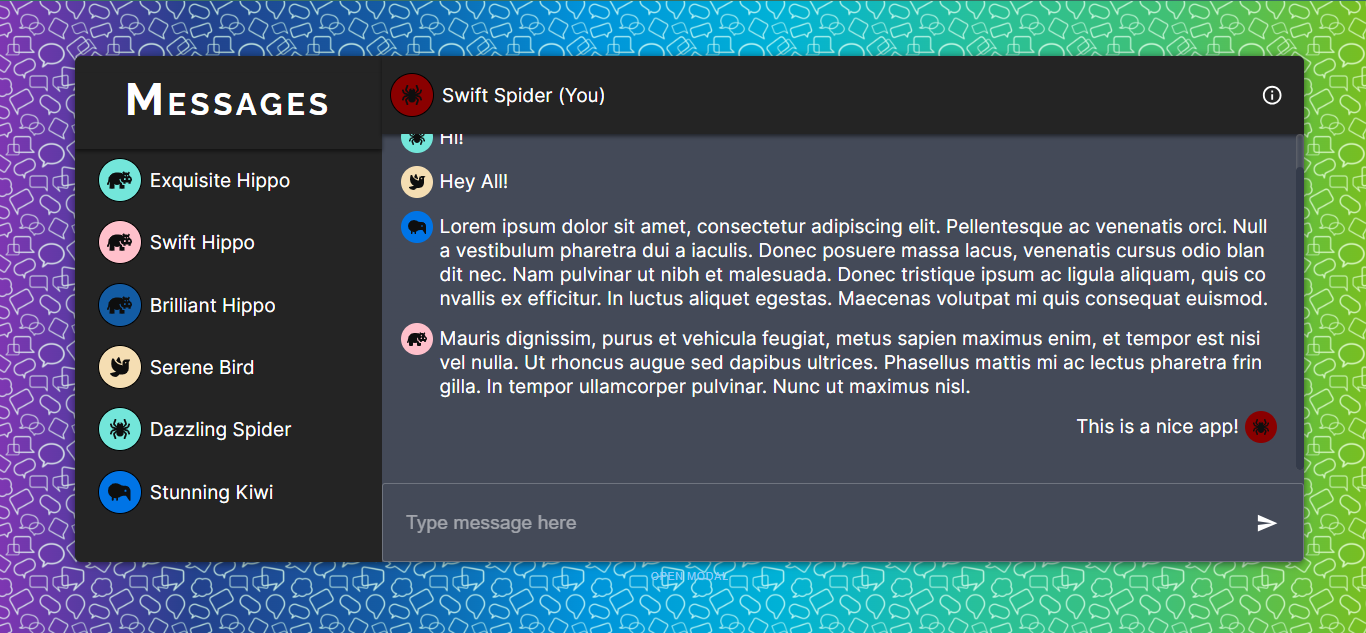 Messages
Exquisite Hippo
Swift Hippo
Brilliant Hippo
Serene Bird
Dazzling Spider
Stunning Kiwi
Swift Spider (You)
Hi!
Hey All!
Lorem ipsum dolor sit amet, consectetur adipiscing elit. Pellentesque ac venenatis orci. Null
a vestibulum pharetra dui a iaculis. Donec posuere massa lacus, venenatis cursus odio blan
dit nec. Nam pulvinar ut nibh et malesuada. Donec tristique ipsum ac ligula aliquam, quis co
nvallis ex efficitur. In luctus aliquet egestas. Maecenas volutpat mi quis consequat euismod.
Mauris dignissim, purus et vehicula feugiat, metus sapien maximus enim, et tempor est nisi
vel nulla. Ut rhoncus augue sed dapibus ultrices. Phasellus mattis mi ac lectus pharetra frin
gilla. In tempor ullamcorper pulvinar. Nunc ut maximus nisl.
This is a nice app!
Type message here
OPEN MODAL